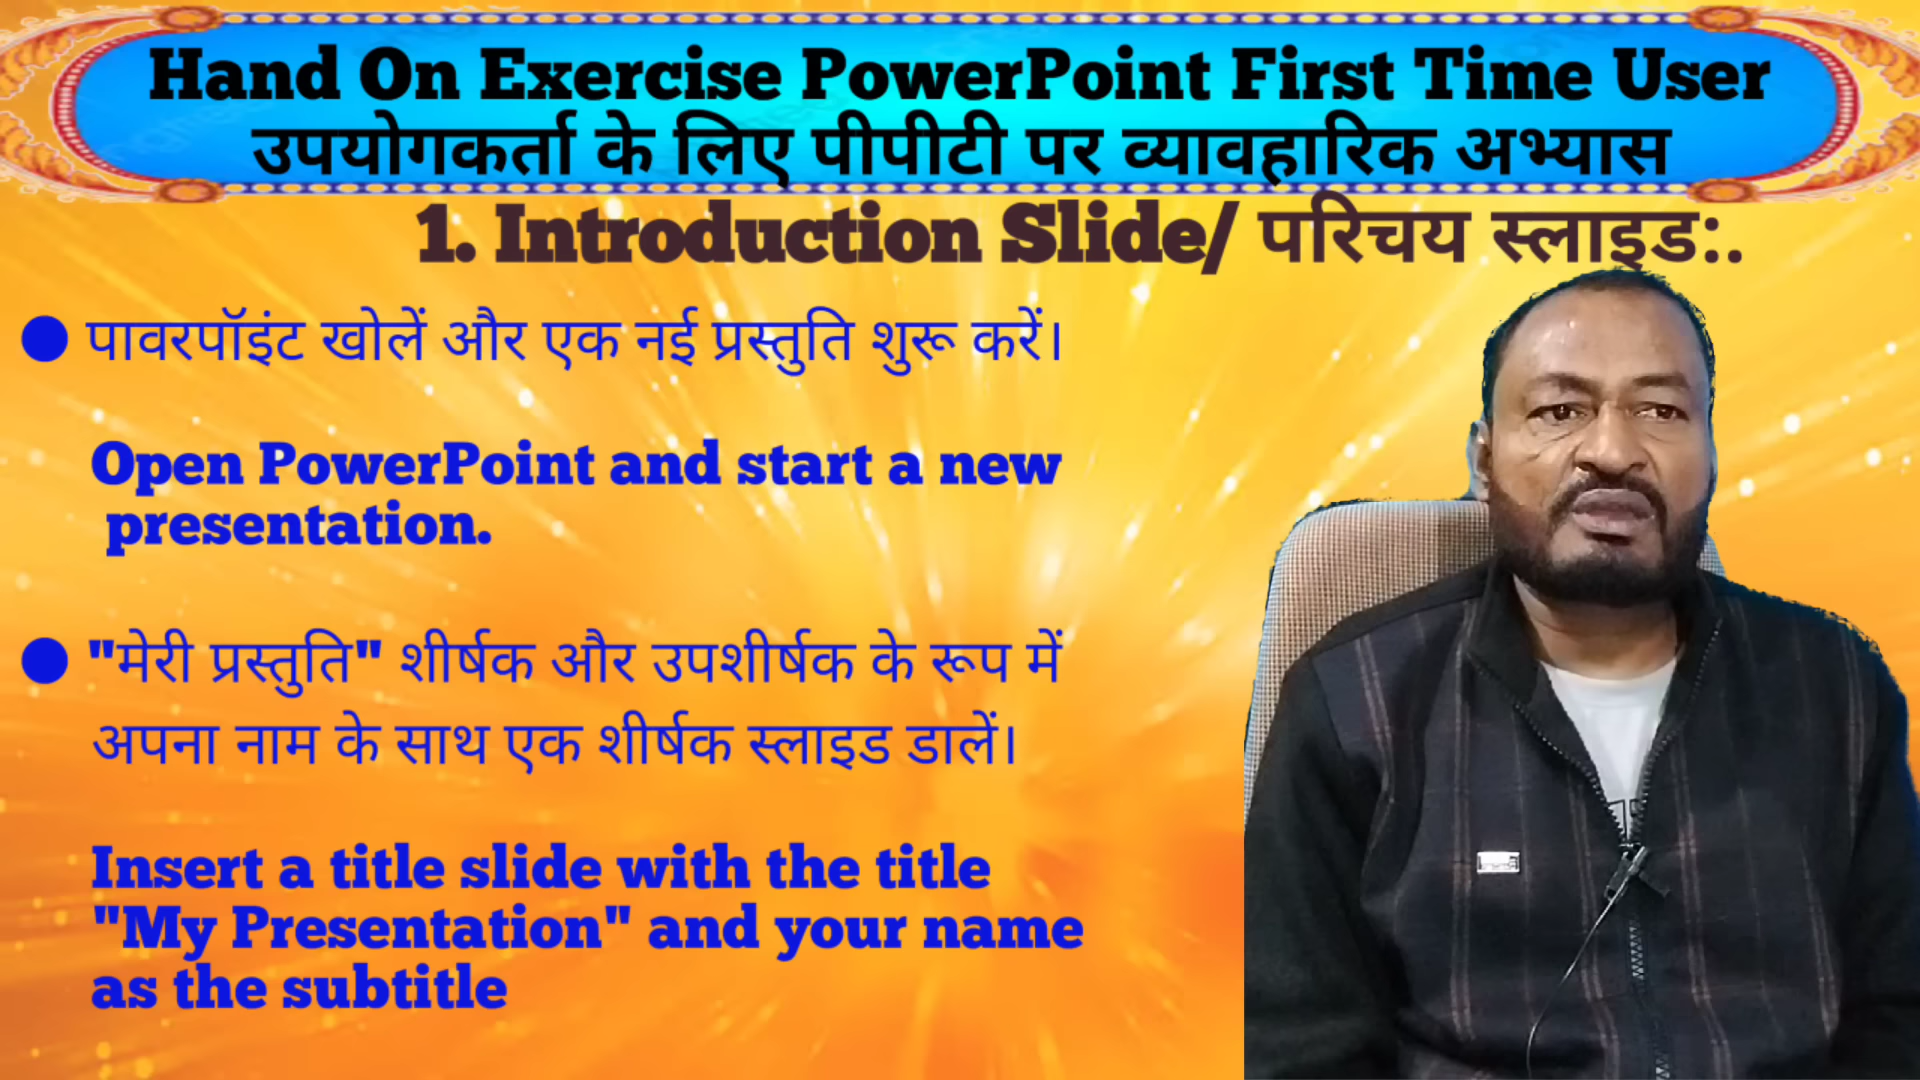 Hand On Exercise PowerPoint First Time User
उपयोगकर्ता के लिए पीपीटी पर व्यावहारिक अभ्यास
1. Introduction Slide/ परिचय स्लाइड:.
● पावरपॉइंट खोलें और एक नई प्रस्तुति शुरू करें।
Open PowerPoint and start a new
presentation.
● "मेरी प्रस्तुति" शीर्षक और उपशीर्षक के रूप में
अपना नाम के साथ एक शीर्षक स्लाइड डालें।
Insert a title slide with the title
"My Presentation" and your name
as the subtitle